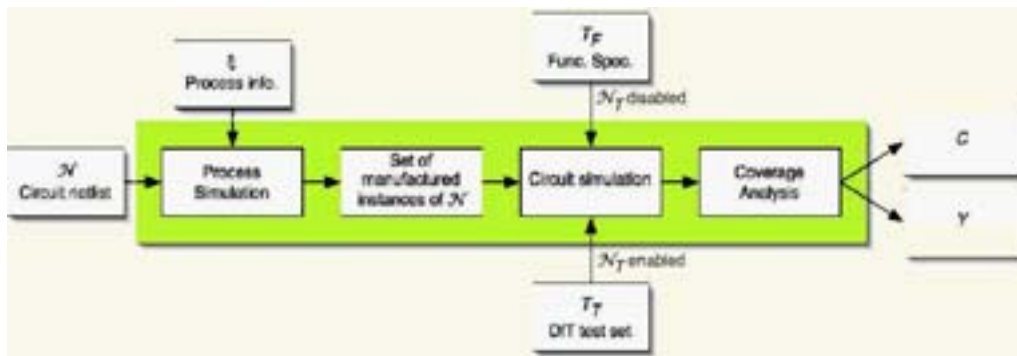 ξ
Process info.
T_F
Func. Spec.
𝒩_T disabled
𝒩
Circuit netlist
Process
Simulation
Set of
manufactured
instances of 𝒩
Circuit simulation
Coverage
Analysis
C
Y
𝒩_T enabled
T_T
DfT test set